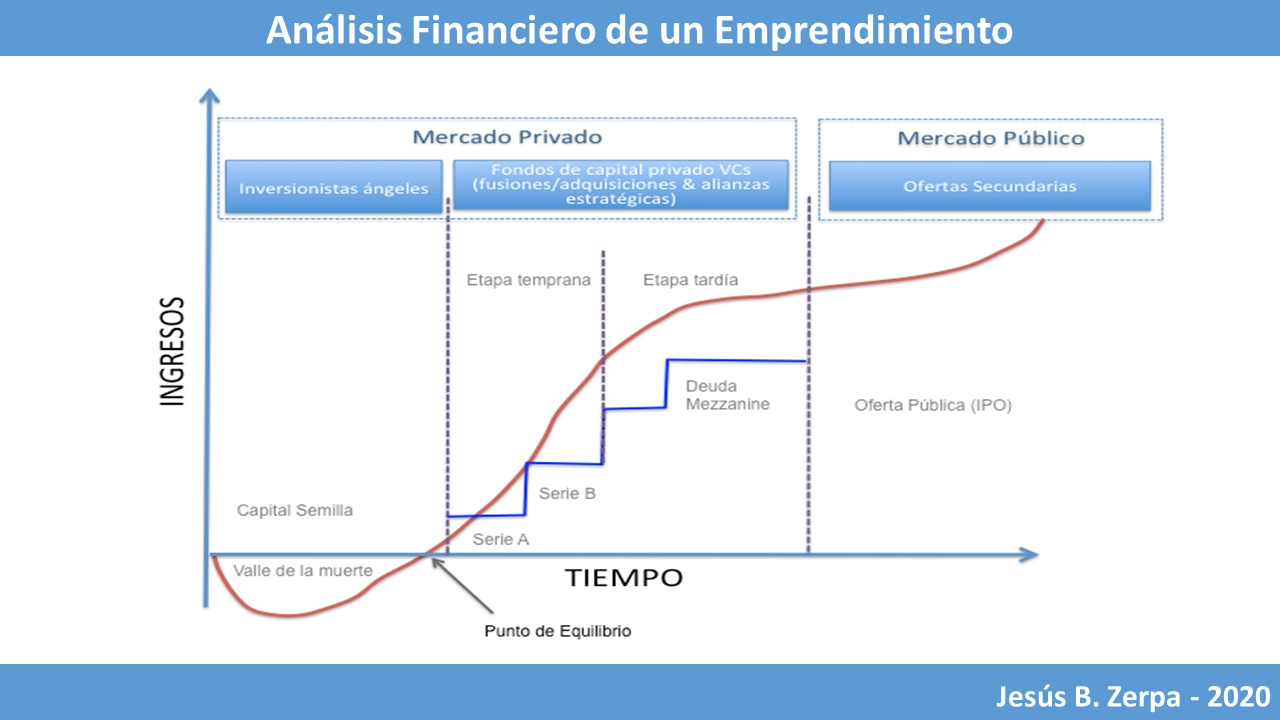 Análisis Financiero de un Emprendimiento
Mercado Privado
Mercado Público
Inversionistas ángeles
Fondos de capital privado VCs
(fusiones/adquisiciones & alianzas
estratégicas)
Ofertas Secundarias
Etapa temprana
Etapa tardía
INGRESOS
Deuda
Mezzanine
Oferta Pública (IPO)
Serie B
Capital Semilla
Serie A
Valle de la muerte
TIEMPO
Punto de Equilibrio
Jesús B. Zerpa - 2020